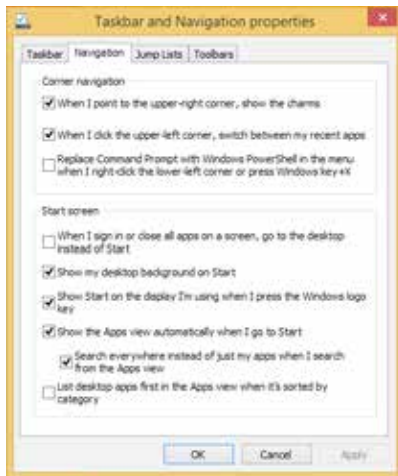 Taskbar and Navigation properties
Taskbar Navigation Jump Lists Toolbars
Corner navigation
When I point to the upper-right corner, show the charms
When I click the upper-left corner, switch between my recent apps
Replace Command Prompt with Windows PowerShell in the menu
when I right-click the lower-left corner or press Windows key+X
Start screen
When I sign in or close all apps on a screen, go to the desktop
instead of Start
Show my desktop background on Start
Show Start on the display I'm using when I press the Windows logo
key
Show the Apps view automatically when I go to Start
Search everywhere instead of just my apps when I search
from the Apps view
List desktop apps first in the Apps view when it's sorted by
category
OK Cancel Apply